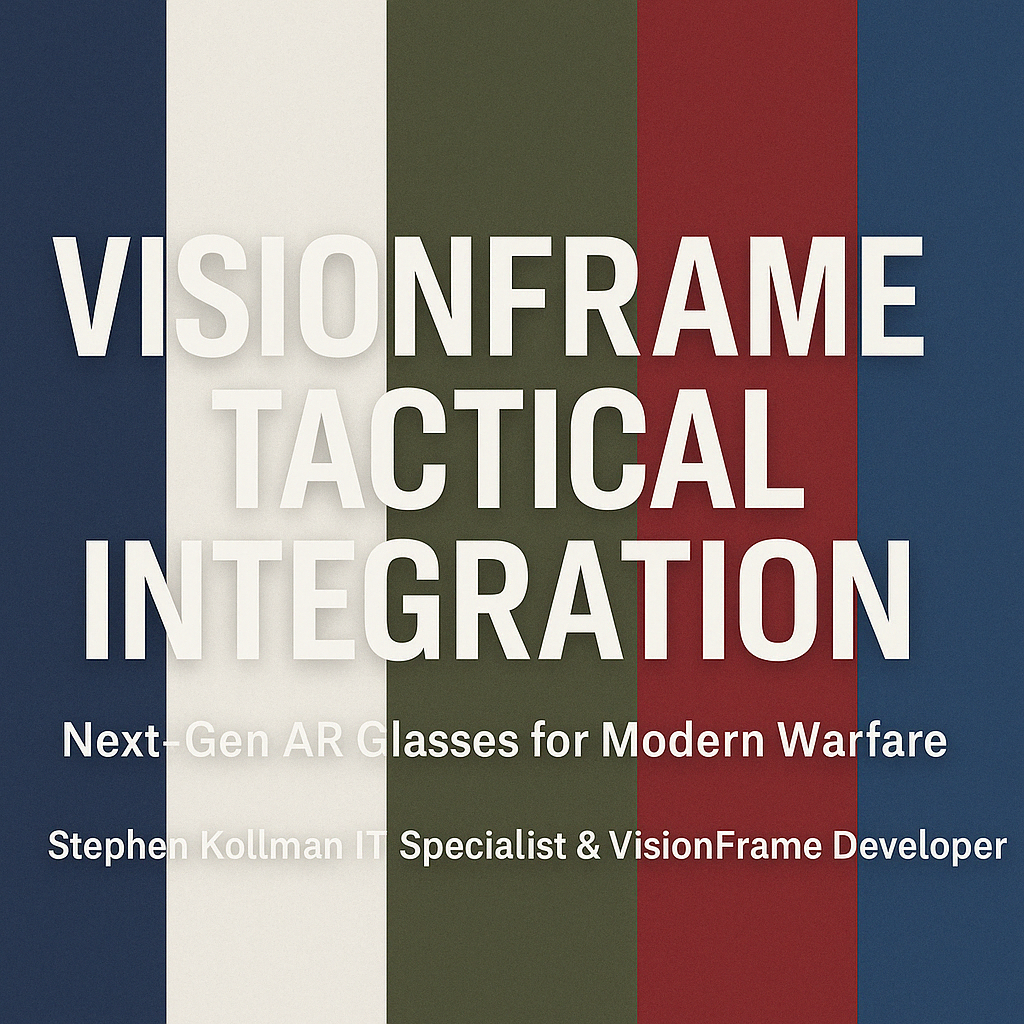 VISIONFRAME
TACTICAL
INTEGRATION
Next-Gen AR Glasses for Modern Warfare
Stephen Kollman IT Specialist & VisionFrame Developer